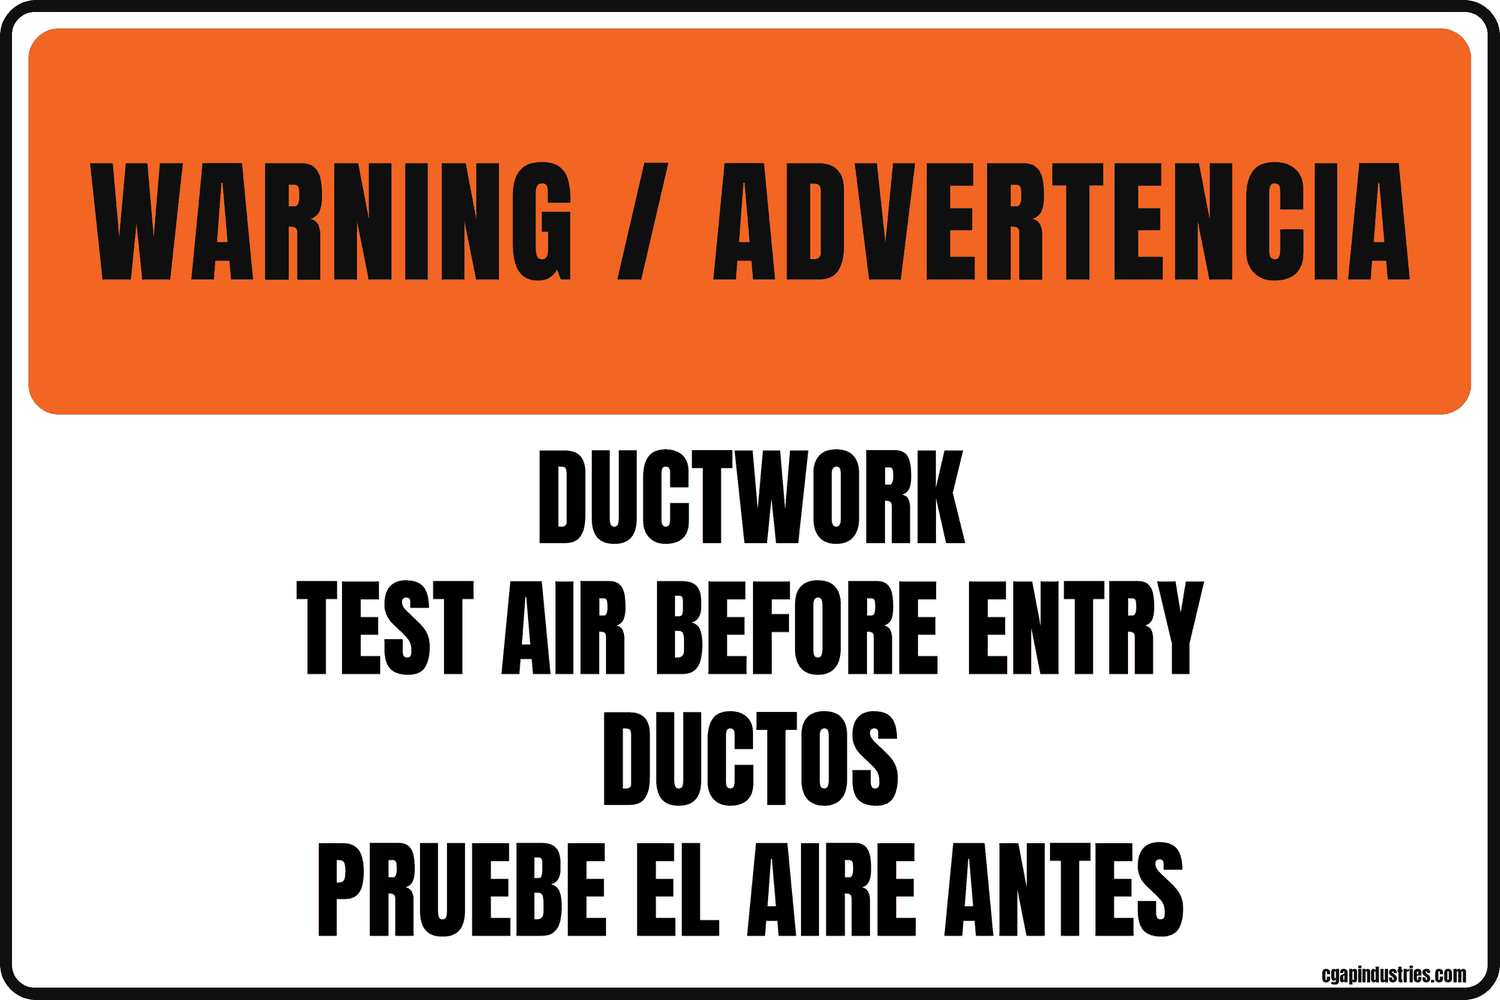 WARNING / ADVERTENCIA
DUCTWORK
TEST AIR BEFORE ENTRY
DUCTOS
PRUEBE EL AIRE ANTES
cgapindustries.com